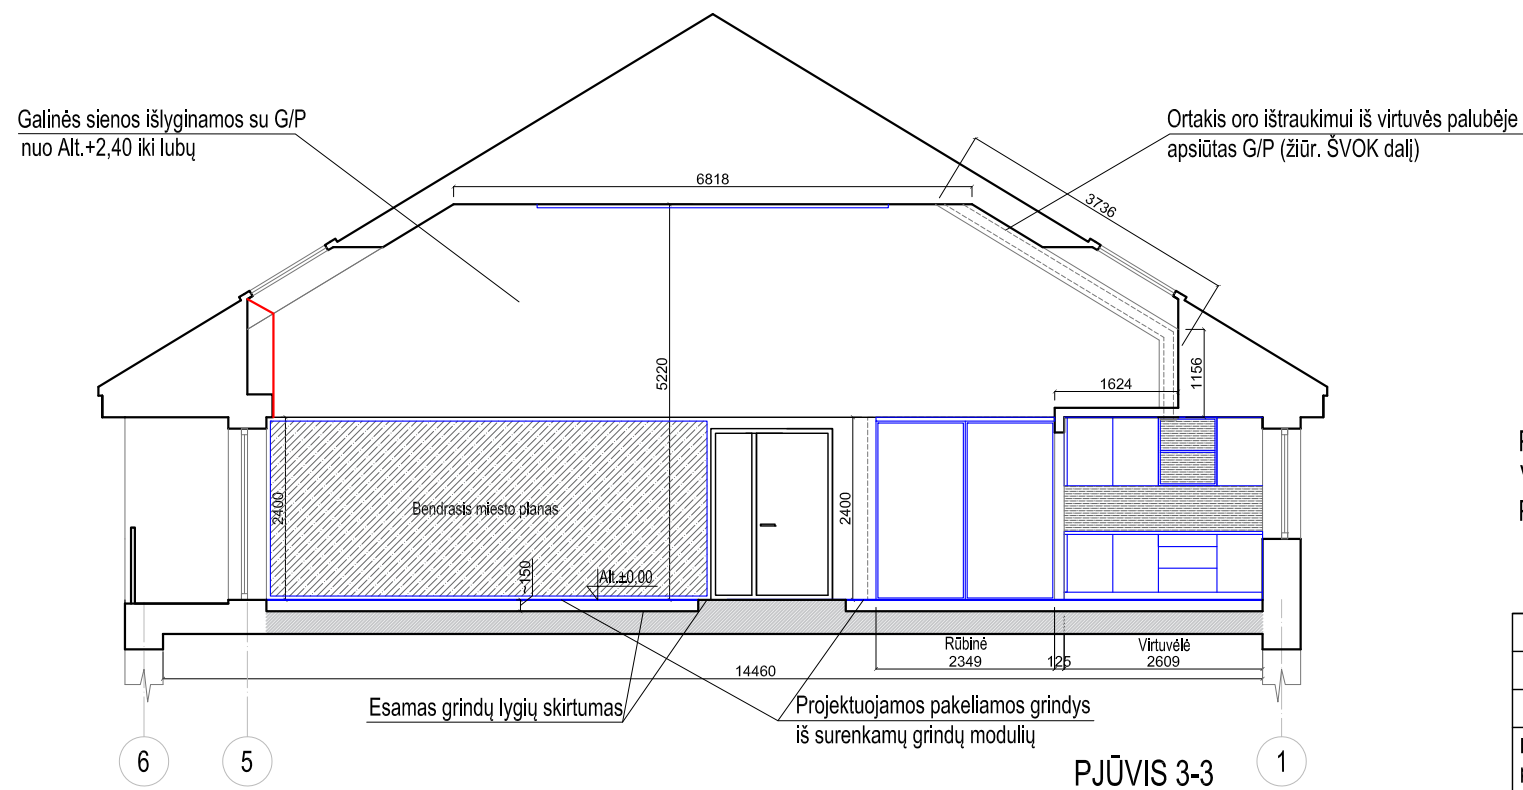 Galinės sienos išlyginamos su G/P
nuo Alt.+2,40 iki lubų
Ortakis oro ištraukimui iš virtuvės palubėje
apsiūtas G/P (žiūr. ŠVOK dalį)
6818
3736
5220
1624
1156
2400
Bendrasis miesto planas
2400
~150
Alt.±0,00
Rūbinė
2349
125
Virtuvėlė
2609
14460
Esamas grindų lygių skirtumas
Projektuojamos pakeliamos grindys
iš surenkamų grindų modulių
6
5
1
PJŪVIS 3-3